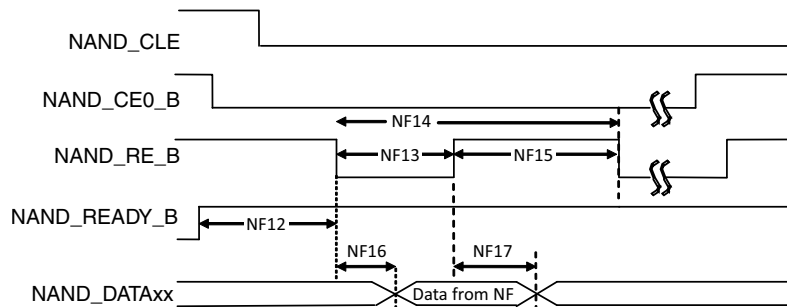 NAND_CLE
NAND_CE0_B
NF14
NAND_RE_B
NF13
NF15
NAND_READY_B
NF12
NF16
NF17
NAND_DATAxx
Data from NF